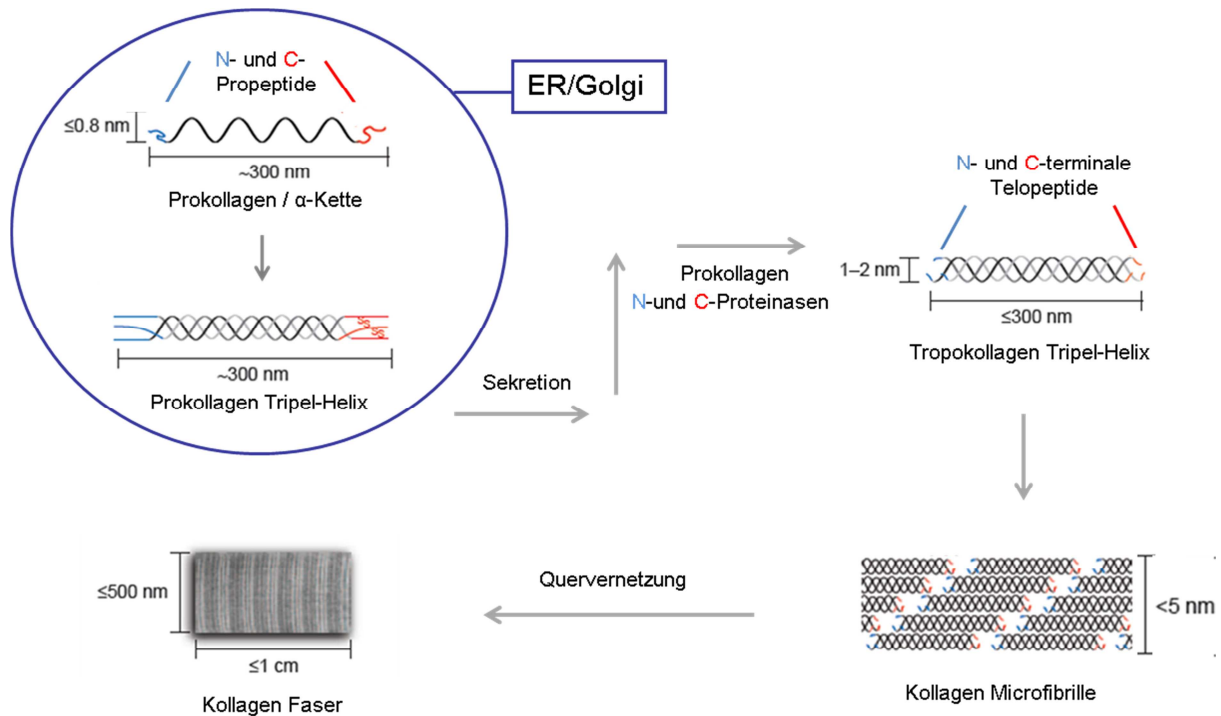 N- und C-
Propeptide
ER/Golgi
≤0.8 nm
~300 nm
Prokollagen / α-Kette
~300 nm
Prokollagen Tripel-Helix
Sekretion
Prokollagen
N-und C-Proteinasen
N- und C-terminale
Telopeptide
1–2 nm
≤300 nm
Tropokollagen Tripel-Helix
<5 nm
Kollagen Microfibrille
Quervernetzung
≤500 nm
≤1 cm
Kollagen Faser